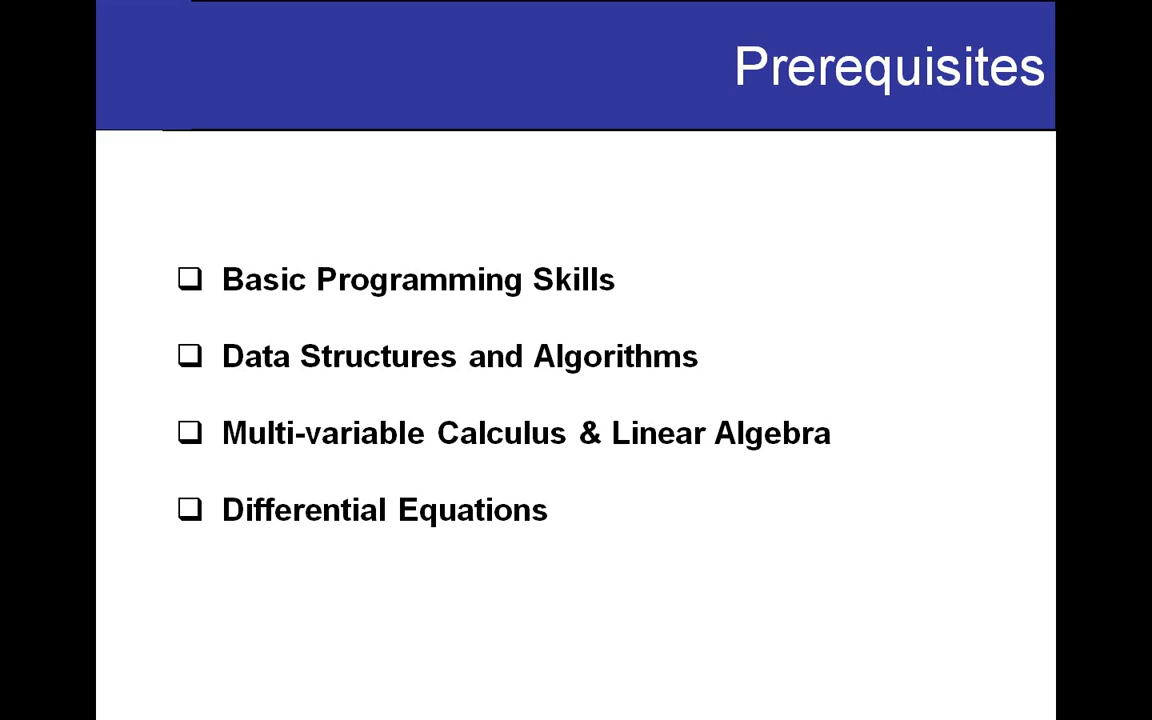 Prerequisites
❑ Basic Programming Skills
❑ Data Structures and Algorithms
❑ Multi-variable Calculus & Linear Algebra
❑ Differential Equations